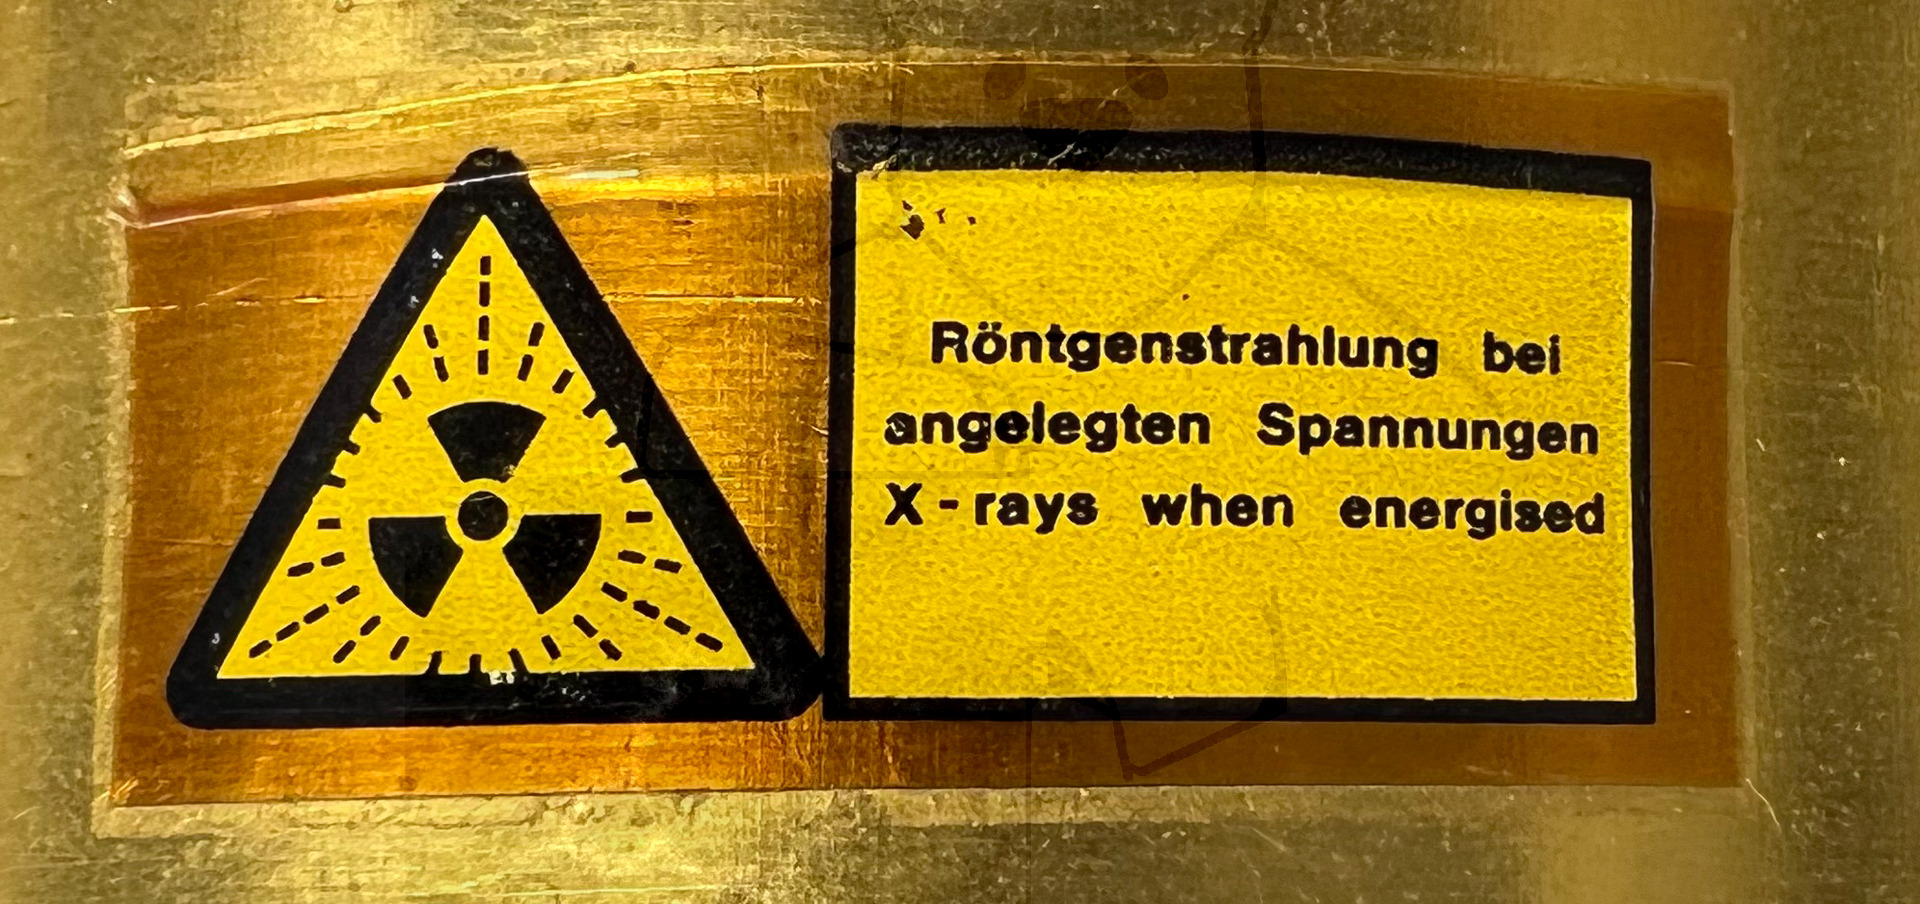 Röntgenstrahlung bei
angelegten Spannungen
X-rays when energised